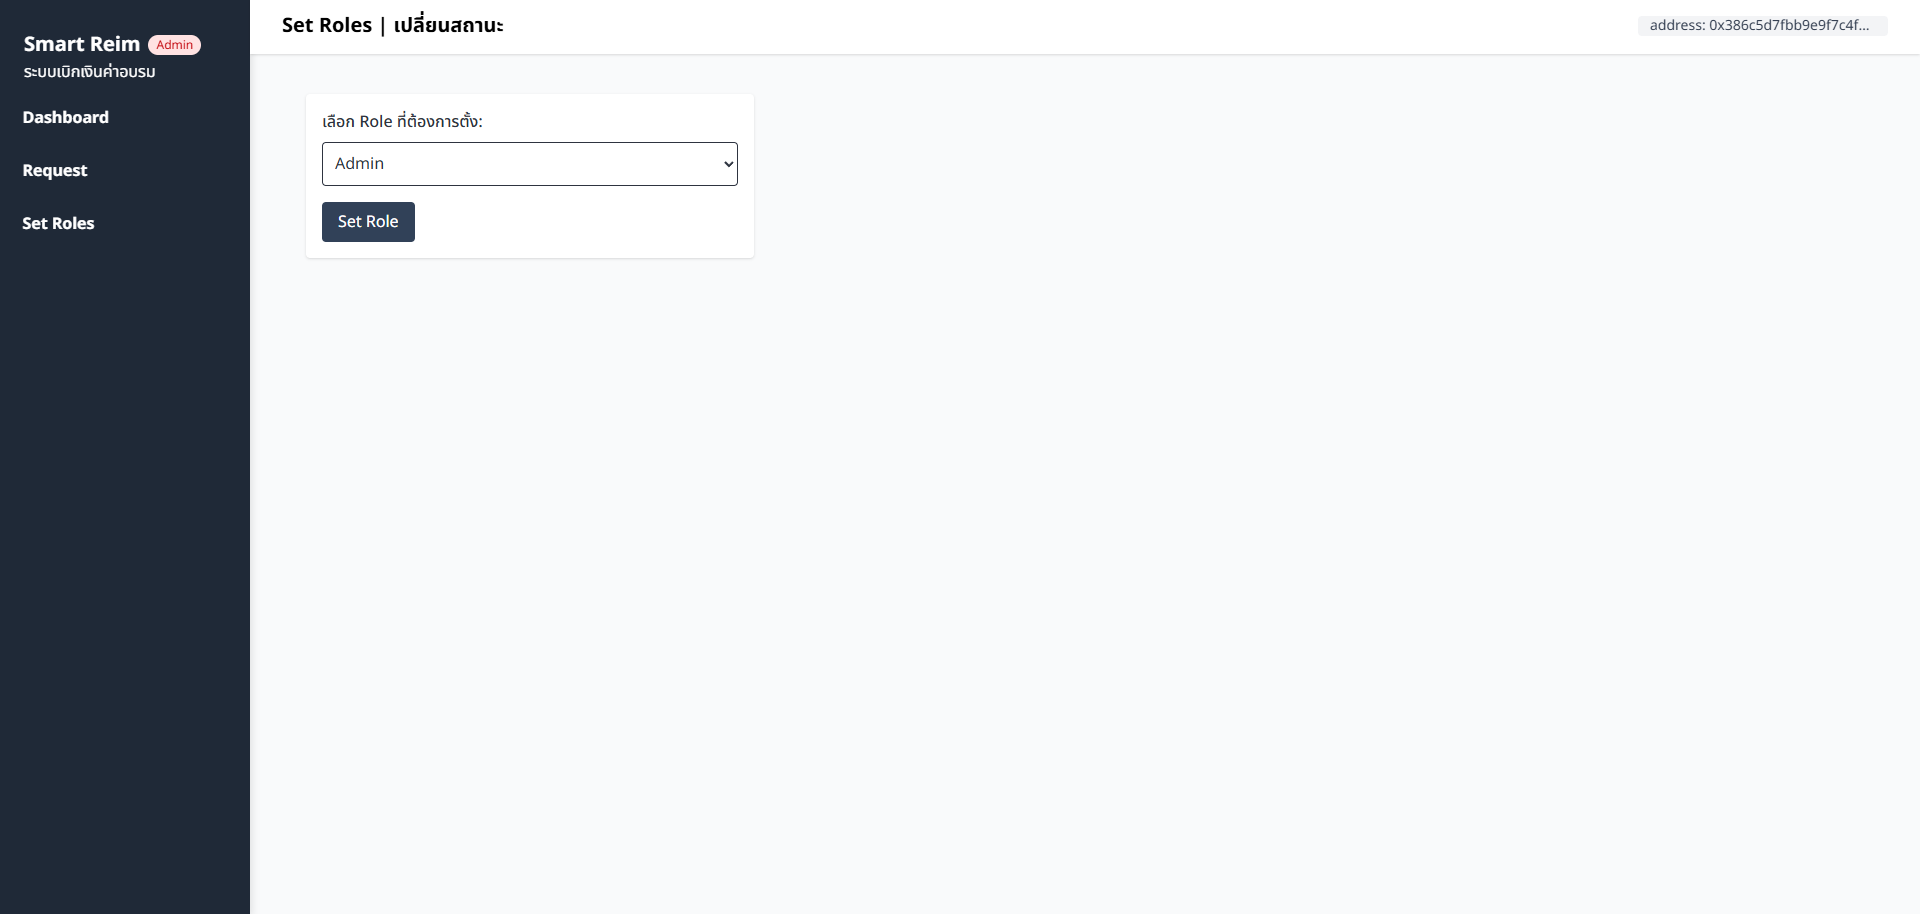 Smart Reim Admin
ระบบเบิกเงินค่าอบรม
Dashboard
Request
Set Roles
Set Roles | เปลี่ยนสถานะ
address: 0x386c5d7fbb9e9f7c4f...
เลือก Role ที่ต้องการตั้ง:
Admin
Set Role